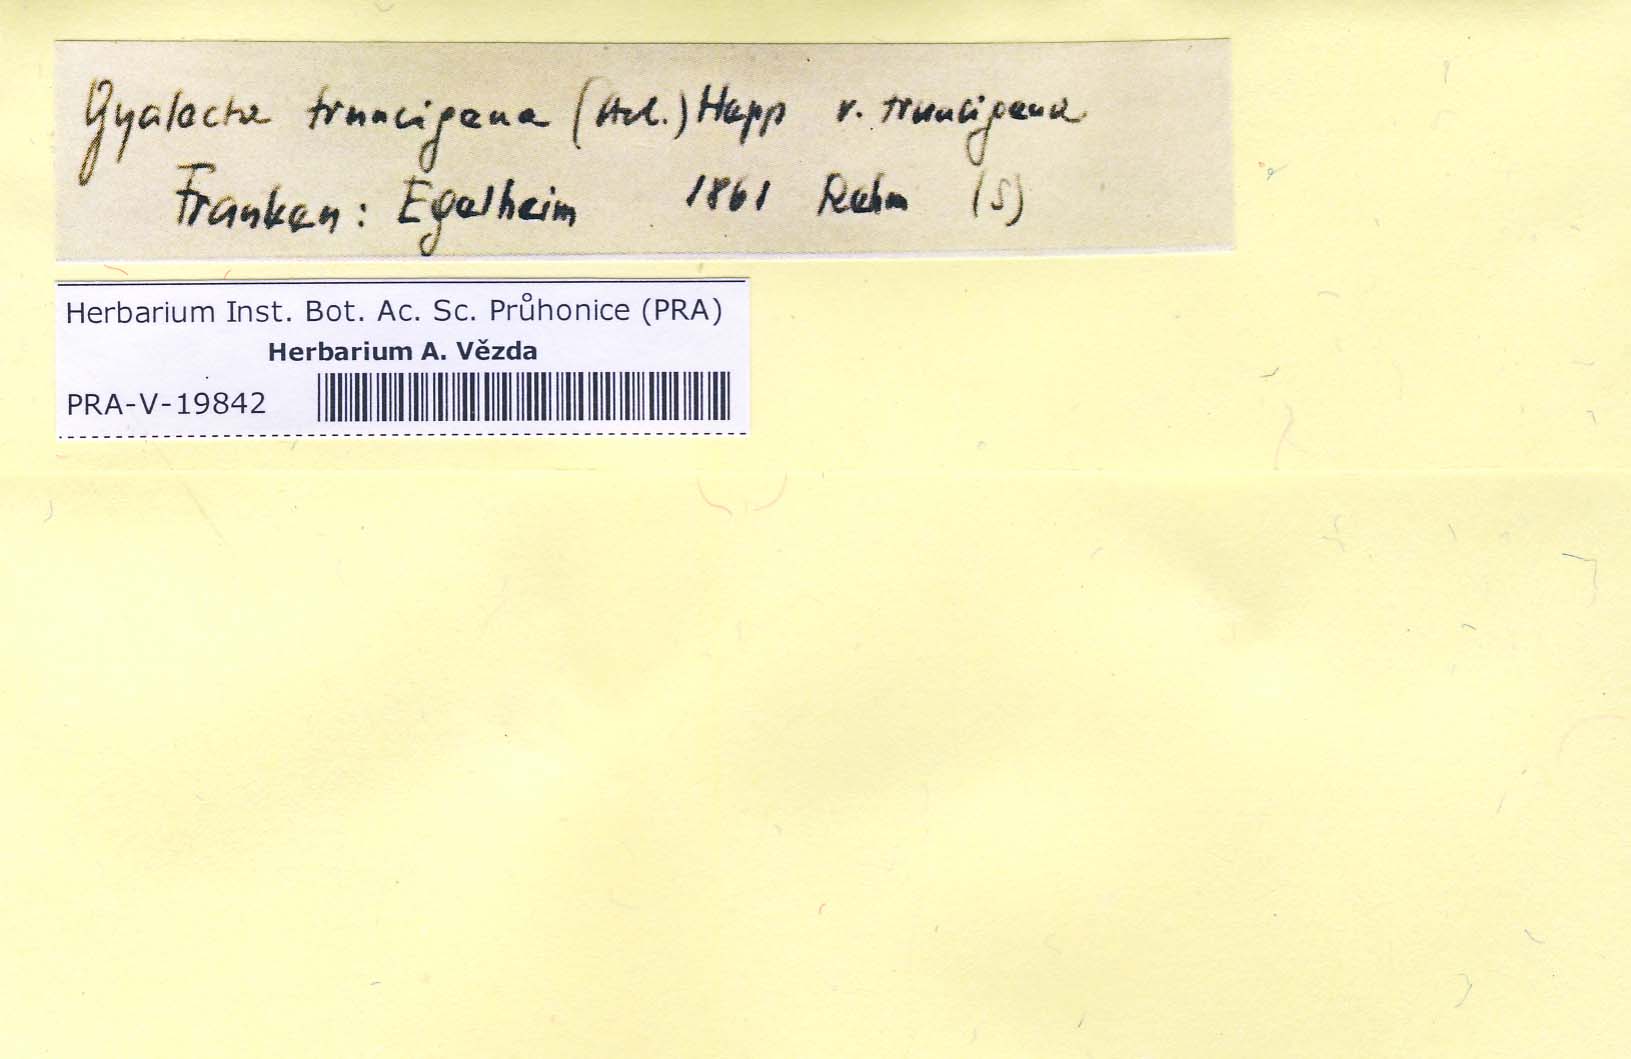 Gyalecta truncigena (Ach.) Hepp v. truncigena
Franken: Egelheim 1861 Rehm (S)
Herbarium Inst. Bot. Ac. Sc. Průhonice (PRA)
Herbarium A. Vězda
PRA-V-19842